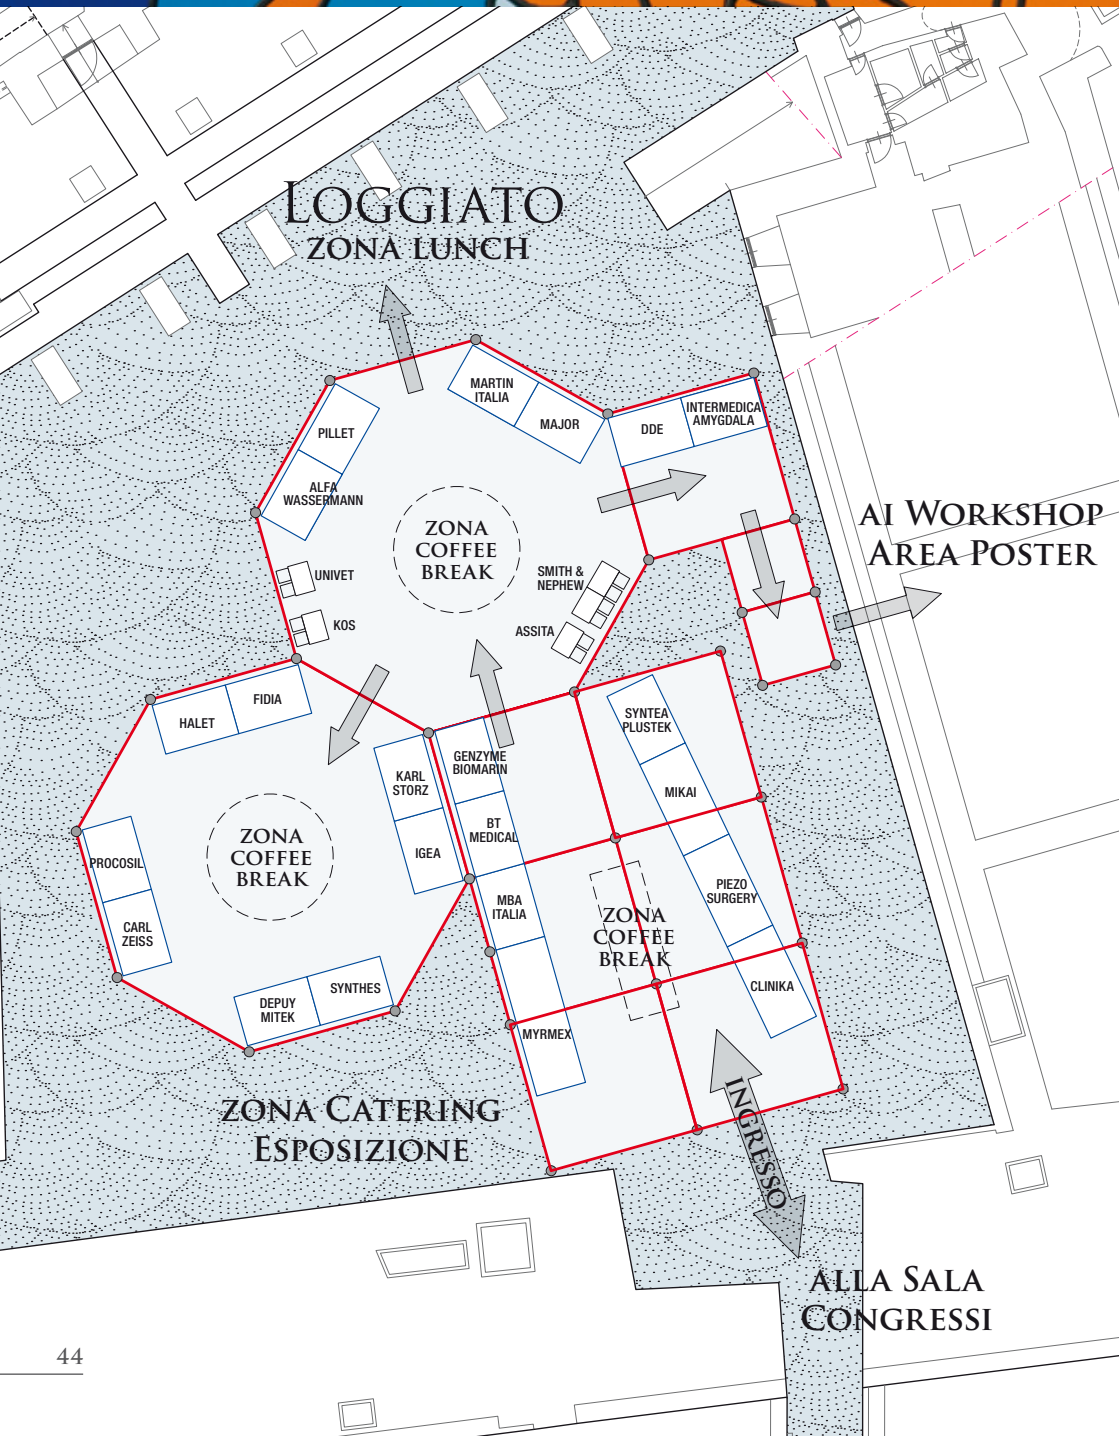 LOGGIATO
ZONA LUNCH
MARTIN
ITALIA
MAJOR
DDE
INTERMEDICA
AMYGDALA
PILLET
ALFA
WASSERMANN
ZONA
COFFEE
BREAK
AI WORKSHOP
AREA POSTER
UNIVET
KOS
SMITH &
NEPHEW
ASSITA
HALET
FIDIA
SYNTEA
PLUSTEK
GENZYME
BIOMARIN
KARL
STORZ
MIKAI
BT
MEDICAL
IGEA
ZONA
COFFEE
BREAK
PROCOSIL
CARL
ZEISS
MBA
ITALIA
PIEZO
SURGERY
ZONA
COFFEE
BREAK
DEPUY
MITEK
SYNTHES
CLINIKA
MYRMEX
ZONA CATERING
ESPOSIZIONE
INGRESSO
ALLA SALA
CONGRESSI
44